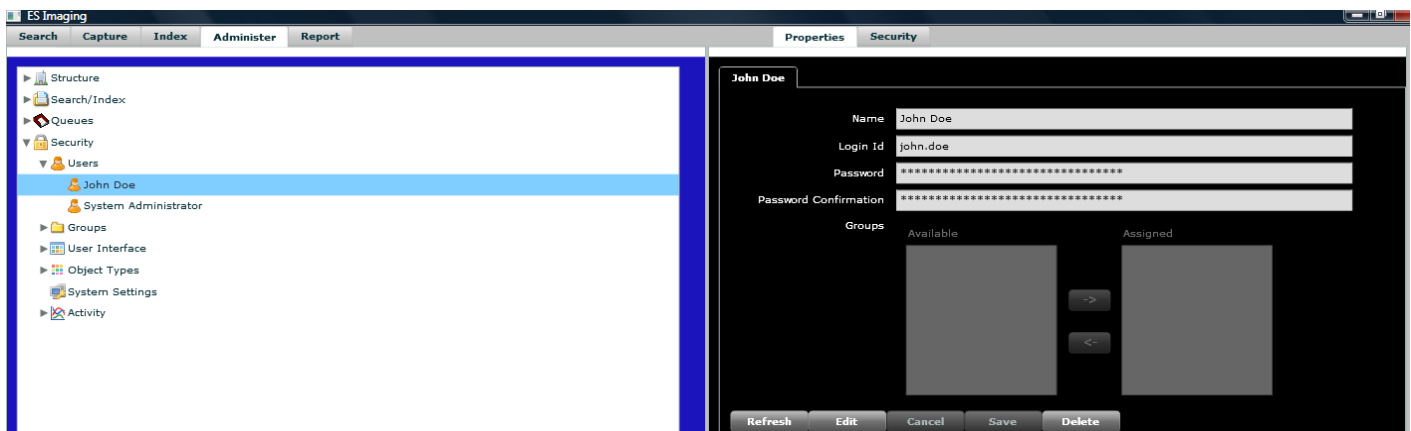 ES Imaging
Search Capture Index Administer Report
Properties Security
Structure
Search/Index
Queues
Security
Users
John Doe
System Administrator
Groups
User Interface
Object Types
System Settings
Activity
John Doe
Name John Doe
Login Id john.doe
Password ********************************
Password Confirmation ********************************
Groups
Available Assigned
->
<-
Refresh Edit Cancel Save Delete